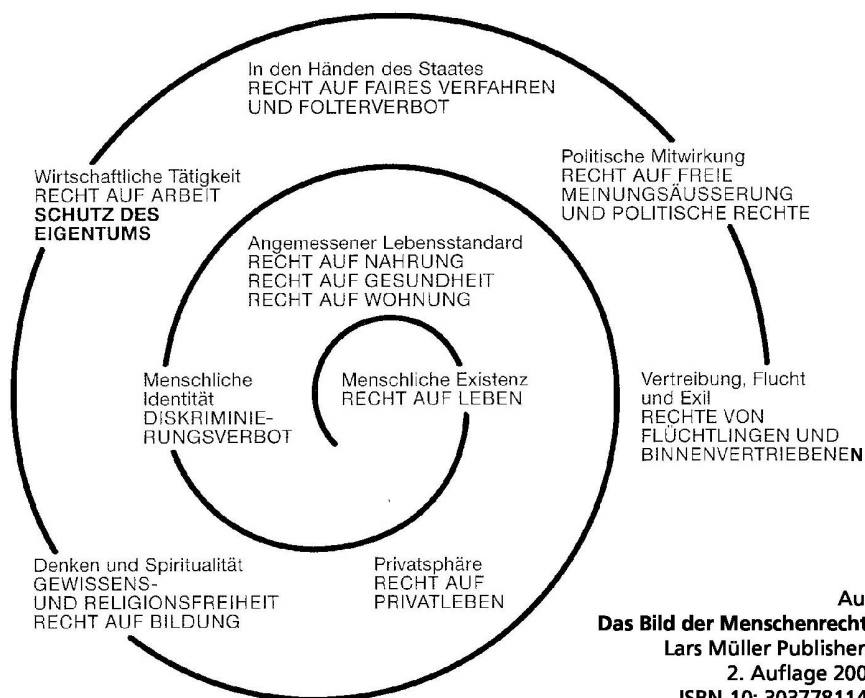 In den Händen des Staates
RECHT AUF FAIRES VERFAHREN
UND FOLTERVERBOT
Politische Mitwirkung
RECHT AUF FREIE
MEINUNGSÄUSSERUNG
UND POLITISCHE RECHTE
Wirtschaftliche Tätigkeit
RECHT AUF ARBEIT
SCHUTZ DES
EIGENTUMS
Angemessener Lebensstandard
RECHT AUF NAHRUNG
RECHT AUF GESUNDHEIT
RECHT AUF WOHNUNG
Menschliche
Identität
DISKRIMINIE-
RUNGSVERBOT
Menschliche Existenz
RECHT AUF LEBEN
Vertreibung, Flucht
und Exil
RECHTE VON
FLÜCHTLINGEN UND
BINNENVERTRIEBENEN
Denken und Spiritualität
GEWISSENS-
UND RELIGIONSFREIHEIT
RECHT AUF BILDUNG
Privatsphäre
RECHT AUF
PRIVATLEBEN
Au
Das Bild der Menschenrecht
Lars Müller Publisher
2. Auflage 200
ISBN 10: 303778114